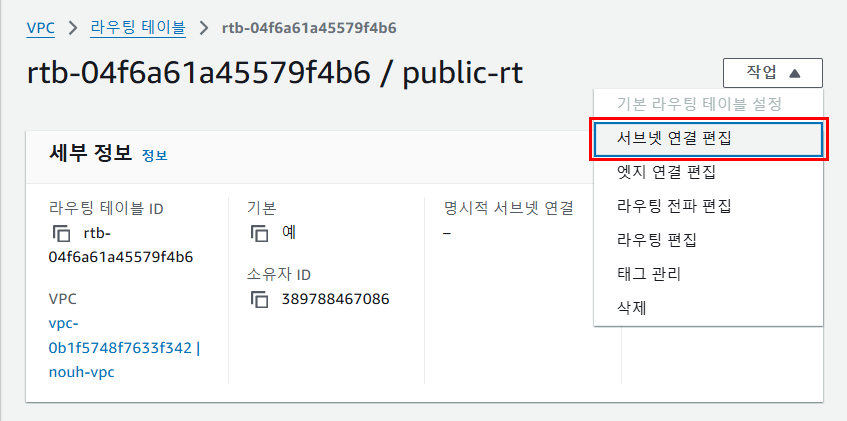 VPC > 라우팅 테이블 > rtb-04f6a61a45579f4b6
rtb-04f6a61a45579f4b6 / public-rt
작업
기본 라우팅 테이블 설정
서브넷 연결 편집
엣지 연결 편집
라우팅 전파 편집
라우팅 편집
태그 관리
삭제
세부 정보 정보
라우팅 테이블 ID
rtb-
04f6a61a45579f4b6
기본
예
명시적 서브넷 연결
–
VPC
vpc-
0b1f5748f7633f342 |
nouh-vpc
소유자 ID
389788467086